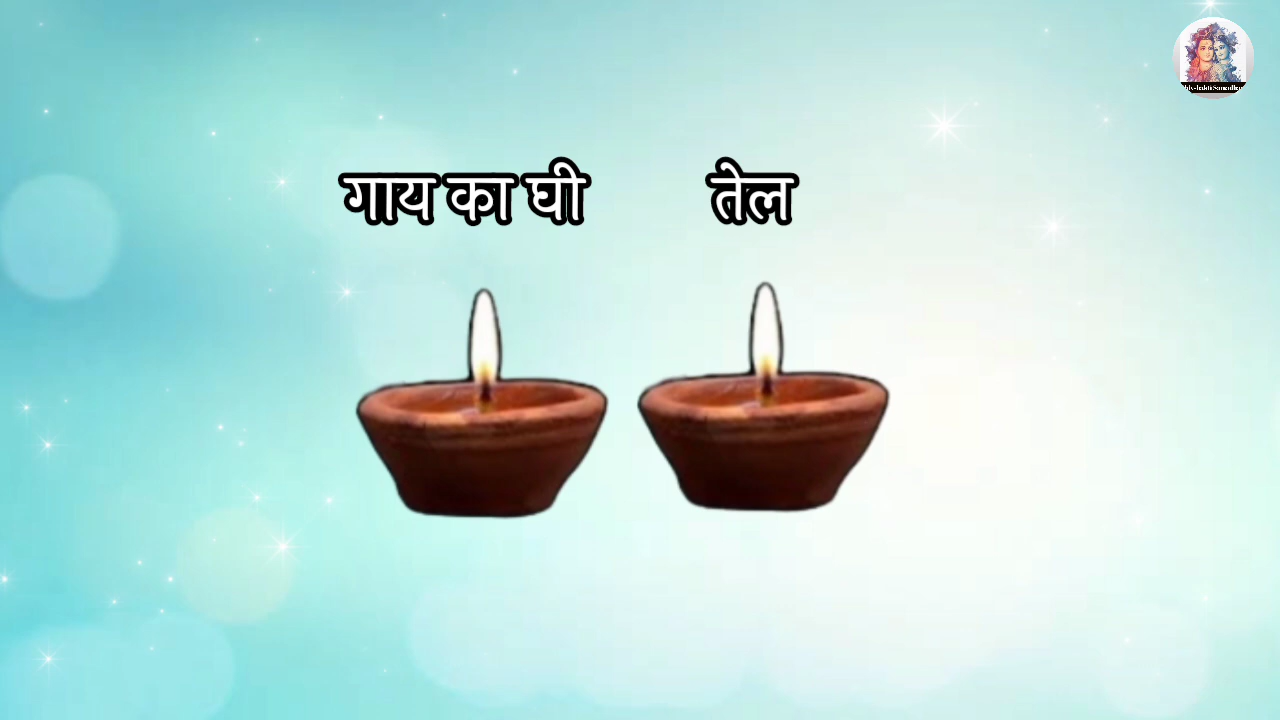 गाय का घी तेल